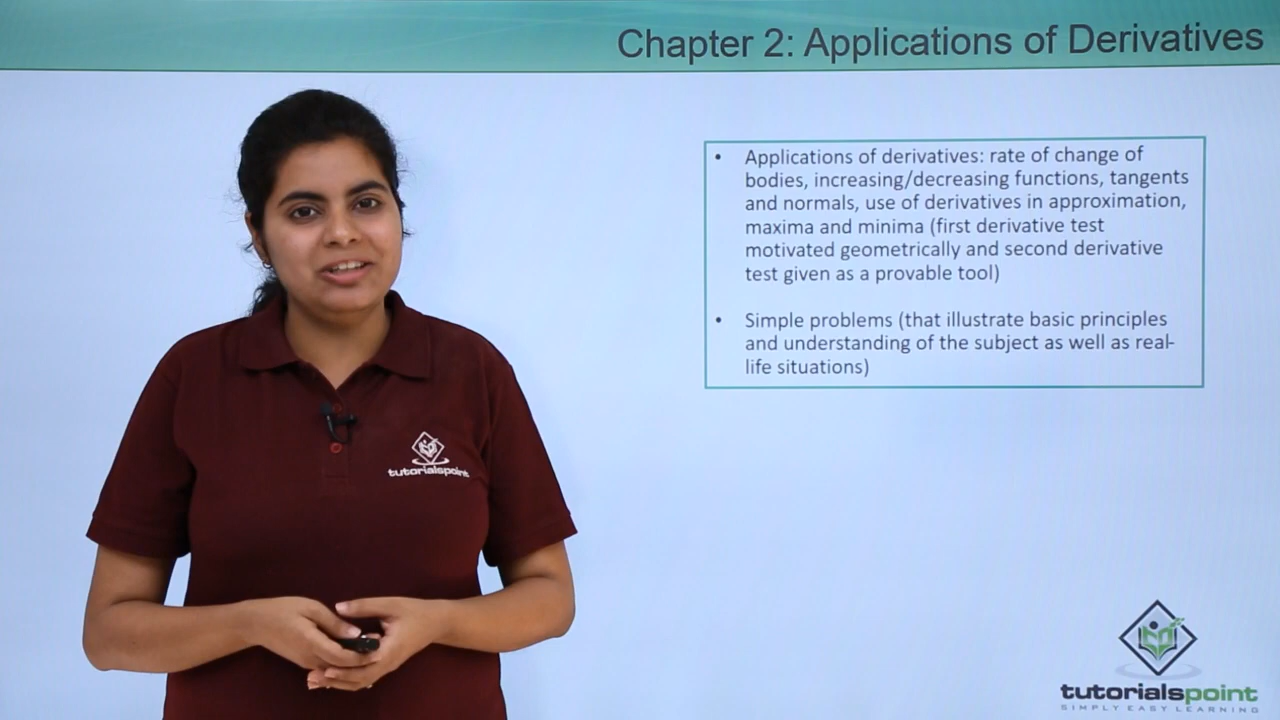 Chapter 2: Applications of Derivatives
• Applications of derivatives: rate of change of
bodies, increasing/decreasing functions, tangents
and normals, use of derivatives in approximation,
maxima and minima (first derivative test
motivated geometrically and second derivative
test given as a provable tool)
• Simple problems (that illustrate basic principles
and understanding of the subject as well as real-
life situations)
tutorialspoint
tutorialspoint
SIMPLY EASY LEARNING